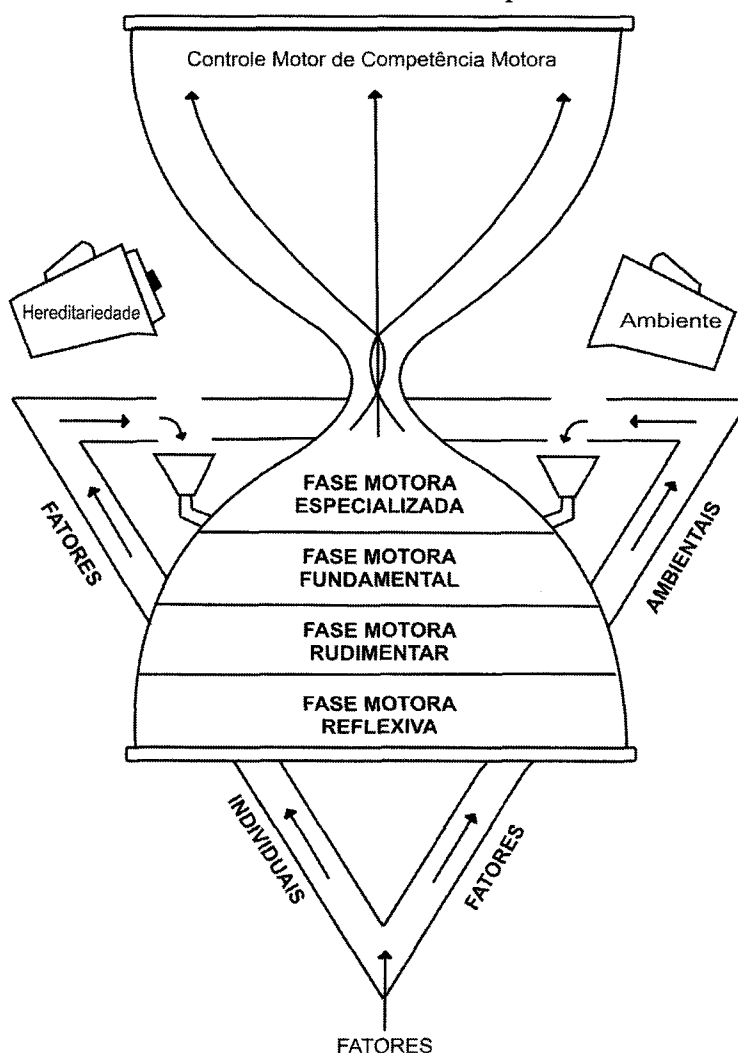 Controle Motor de Competência Motora
Hereditariedade
Ambiente
FASE MOTORA
ESPECIALIZADA
FATORES
AMBIENTAIS
FASE MOTORA
FUNDAMENTAL
FASE MOTORA
RUDIMENTAR
FASE MOTORA
REFLEXIVA
INDIVIDUAIS
FATORES
FATORES